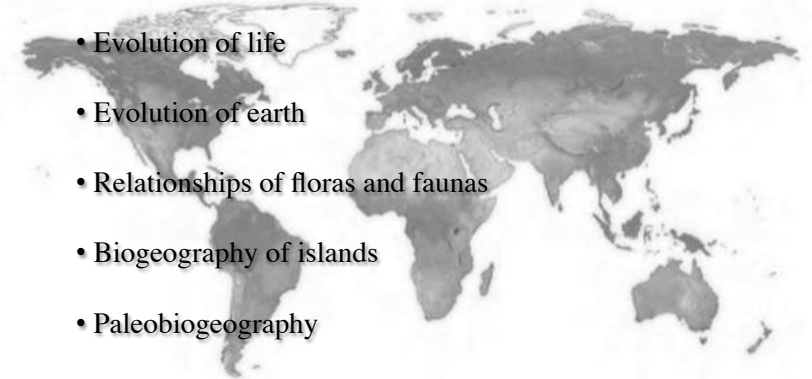 • Evolution of life
• Evolution of earth
• Relationships of floras and faunas
• Biogeography of islands
• Paleobiogeography